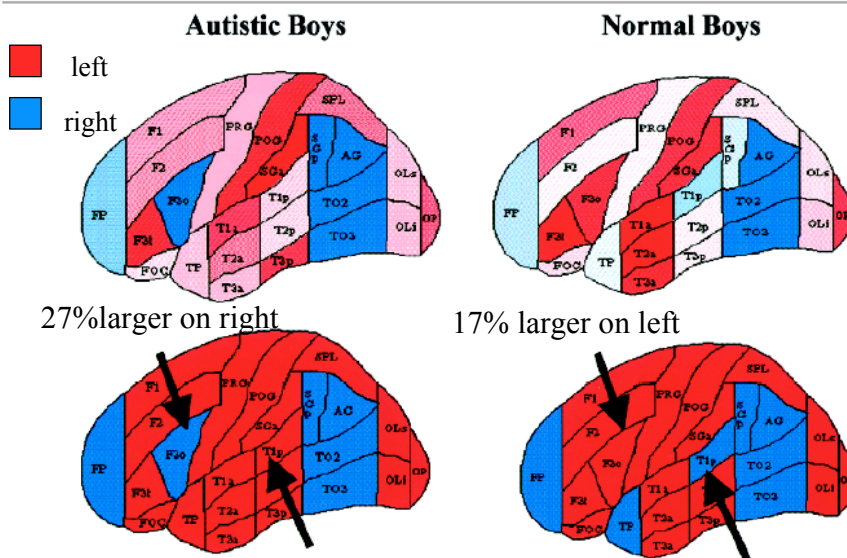 Autistic Boys
Normal Boys
left
right
SPL
F1
PRG
POG
F2
SGp
AG
SGa
T1p
OLs
FP
F3o
TO2
OP
F3t
T1a
T2p
OLi
TO3
T2a
T3p
FOC
TP
T3a
SPL
F1
PRG
POG
F2
SGp
AG
SGa
T1p
OLs
FP
F3o
TO2
OP
F3t
T1a
T2p
OLi
TO3
T2a
T3p
FOC
TP
T3a
27%larger on right
17% larger on left
SPL
F1
PRG
POG
F2
SGp
AG
SGa
T1p
OLs
FP
F3o
TO2
OP
F3t
T1a
OLi
TO3
T2a
T3p
FOC
TP
T3a
SPL
F1
PRG
POG
F2
SGp
AG
SGa
T1p
OLs
FP
F3o
TO2
F3t
T1a
OLi
TO3
T2a
T3p
FOC
TP
T3a